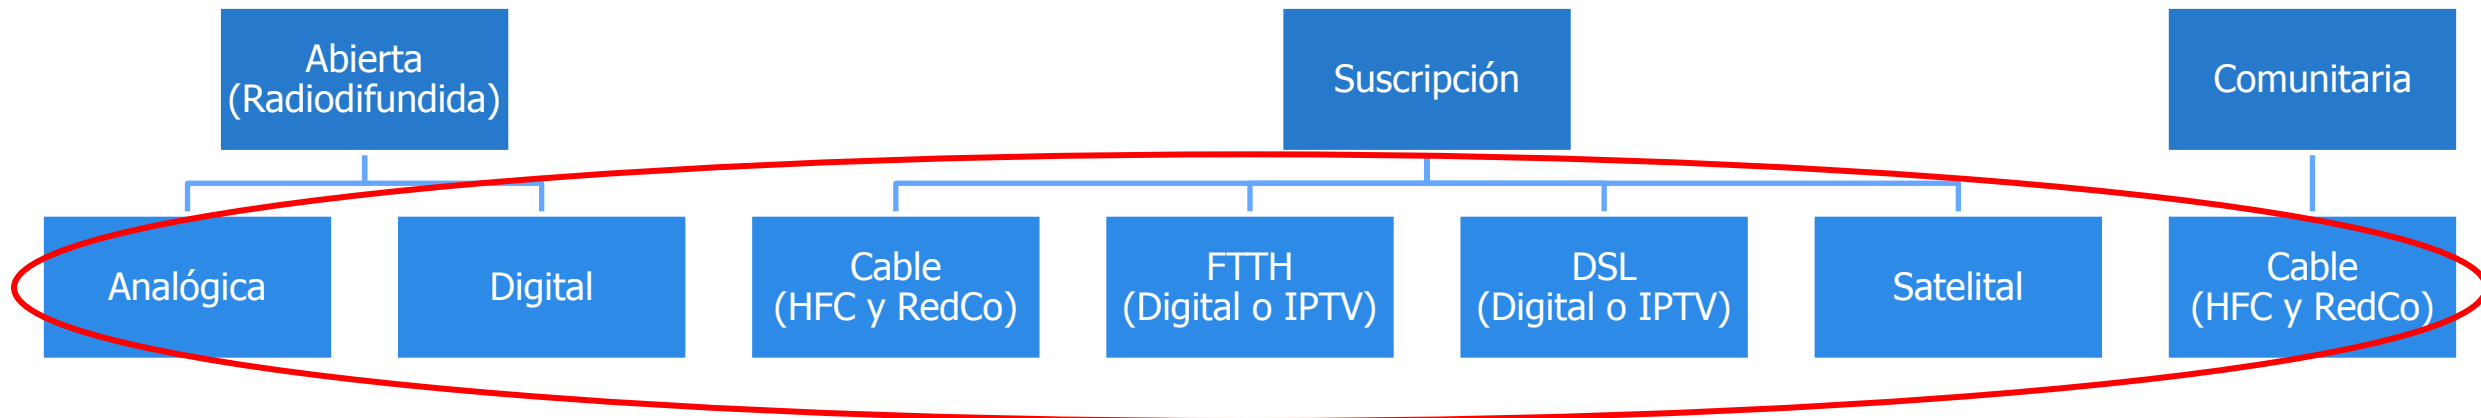 Abierta
(Radiodifundida)
Suscripción
Comunitaria
Analógica
Digital
Cable
(HFC y RedCo)
FTTH
(Digital o IPTV)
DSL
(Digital o IPTV)
Satelital
Cable
(HFC y RedCo)